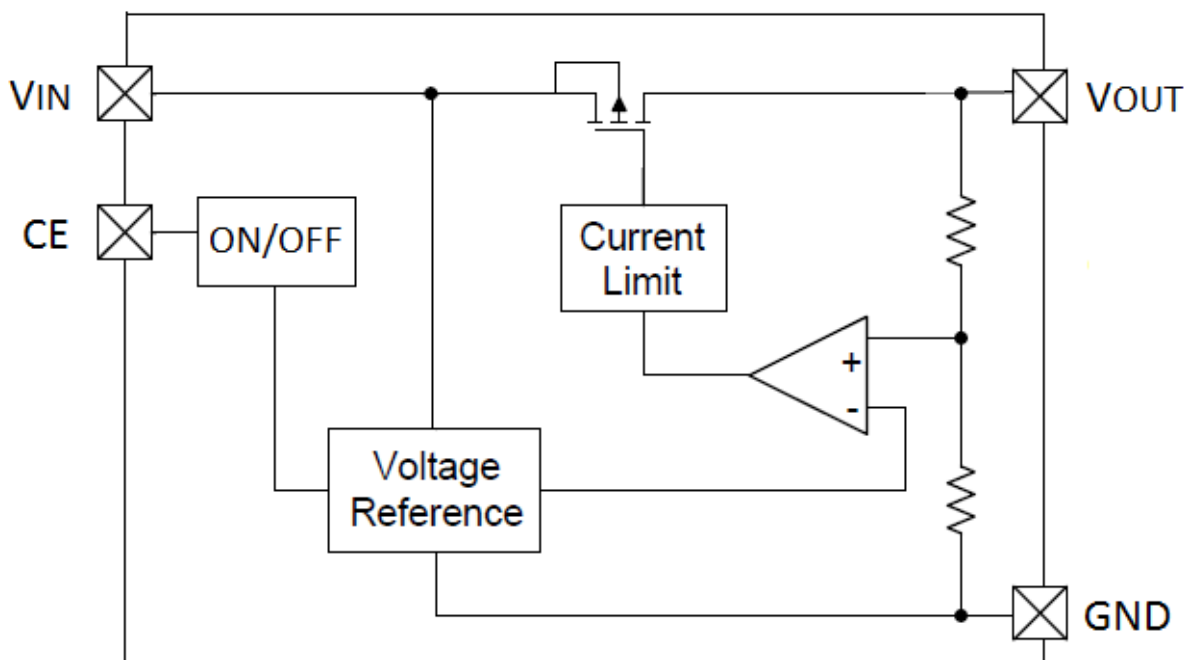 VIN
VOUT
CE
ON/OFF
Current
Limit
+
-
Voltage
Reference
GND